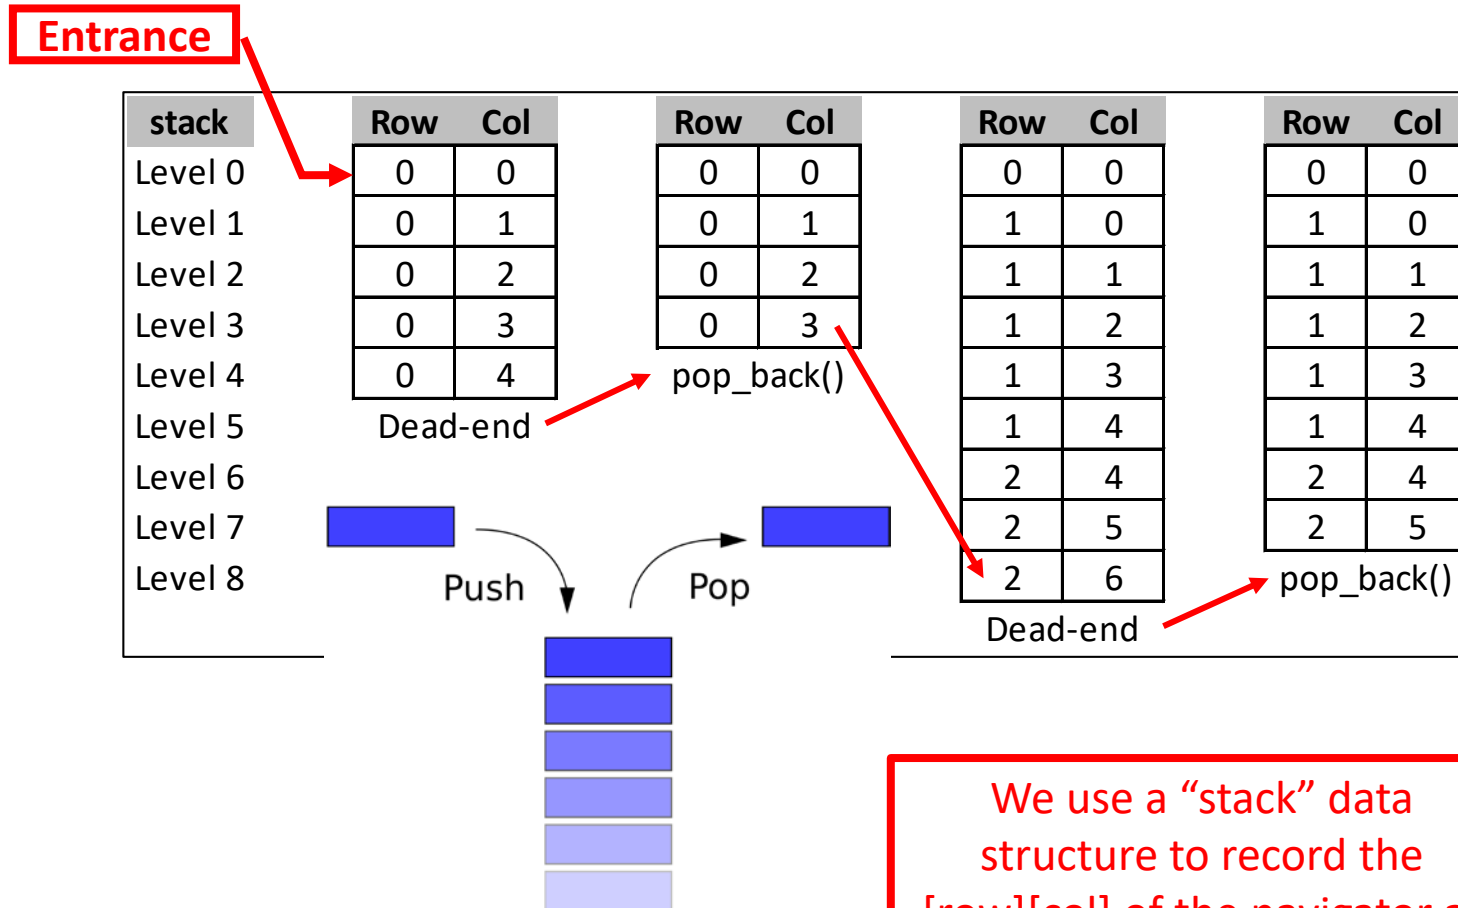 Entrance
stack Row Col Row Col Row Col Row Col
Level 0 0 0 0 0 0 0 0 0
Level 1 0 1 0 1 1 0 1 0
Level 2 0 2 0 2 1 1 1 1
Level 3 0 3 0 3 1 2 1 2
Level 4 0 4 pop_back() 1 3 1 3
Level 5 Dead-end 1 4 1 4
Level 6 2 4 2 4
Level 7 2 5 2 5
Level 8 Push Pop 2 6 pop_back()
Dead-end
We use a “stack” data
structure to record the
[row][col] of the navigator